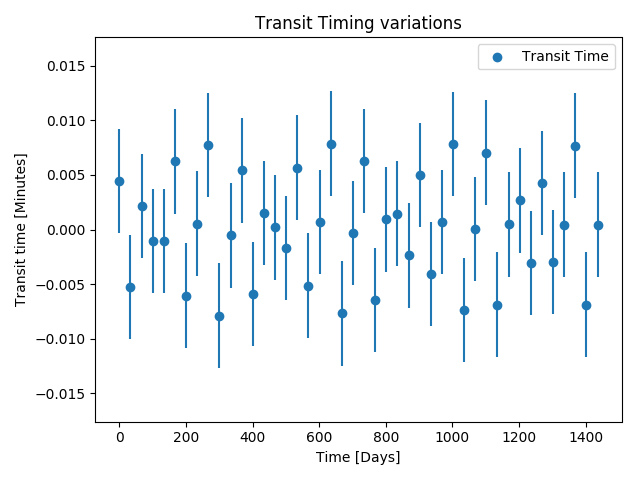 Transit Timing variations
Transit Time
0.015
0.010
0.005
0.000
−0.005
−0.010
−0.015
Transit time [Minutes]
0 200 400 600 800 1000 1200 1400
Time [Days]